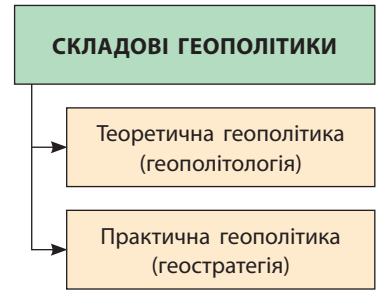 СКЛАДОВІ ГЕОПОЛІТИКИ
Теоретична геополітика
(геополітологія)
Практична геополітика
(геостратегія)